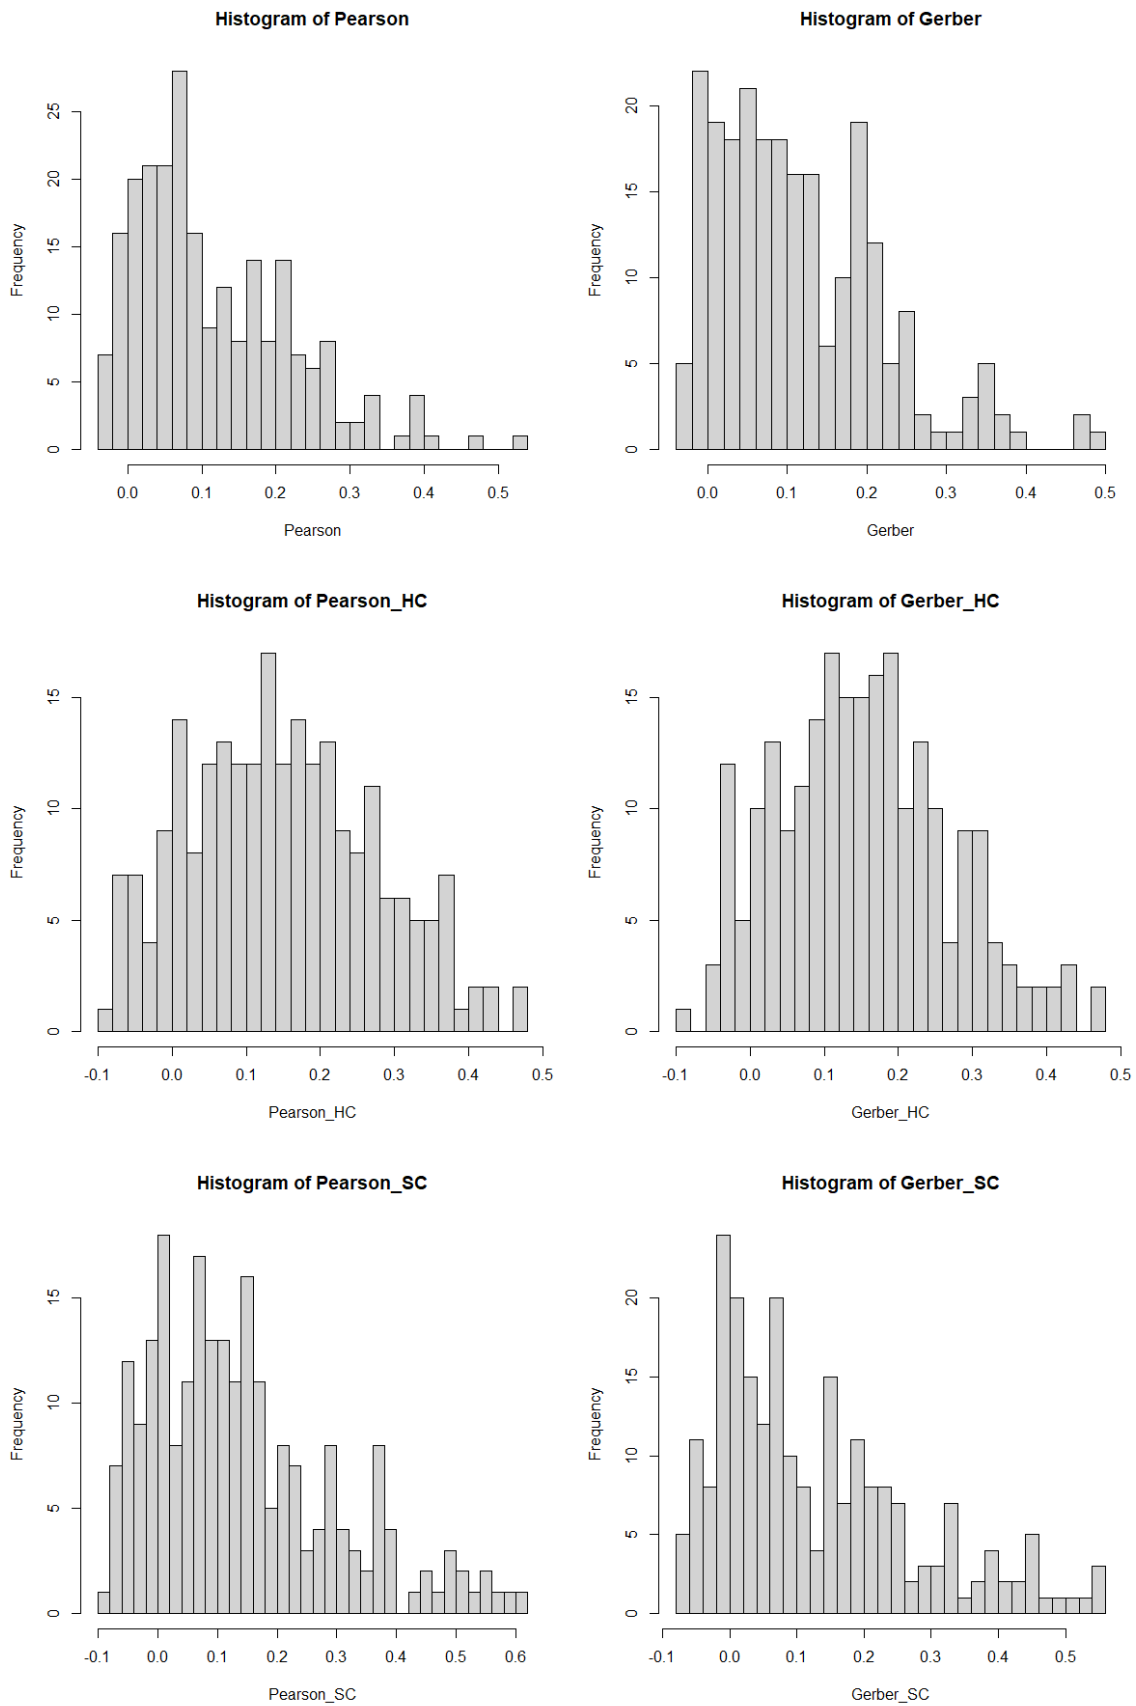 Histogram of Pearson
Frequency
0 5 10 15 20 25
0.0 0.1 0.2 0.3 0.4 0.5
Pearson
Histogram of Gerber
Frequency
0 5 10 15 20
0.0 0.1 0.2 0.3 0.4 0.5
Gerber
Histogram of Pearson_HC
Frequency
0 5 10 15
-0.1 0.0 0.1 0.2 0.3 0.4 0.5
Pearson_HC
Histogram of Gerber_HC
Frequency
0 5 10 15
-0.1 0.0 0.1 0.2 0.3 0.4 0.5
Gerber_HC
Histogram of Pearson_SC
Frequency
0 5 10 15
-0.1 0.0 0.1 0.2 0.3 0.4 0.5 0.6
Pearson_SC
Histogram of Gerber_SC
Frequency
0 5 10 15 20
-0.1 0.0 0.1 0.2 0.3 0.4 0.5
Gerber_SC